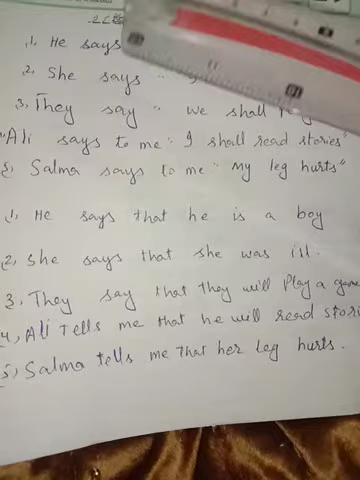 1. He says
2. She says "
3. They say " we shall
"Ali says to me " I shall read stories"
5, Salma says to me " My leg hurts"
1. He says that he is a boy
2, she says that she was ill.
3. They say that they will play a game
4, Ali tells me that he will read stori
5, Salma tells me that her leg hurts.